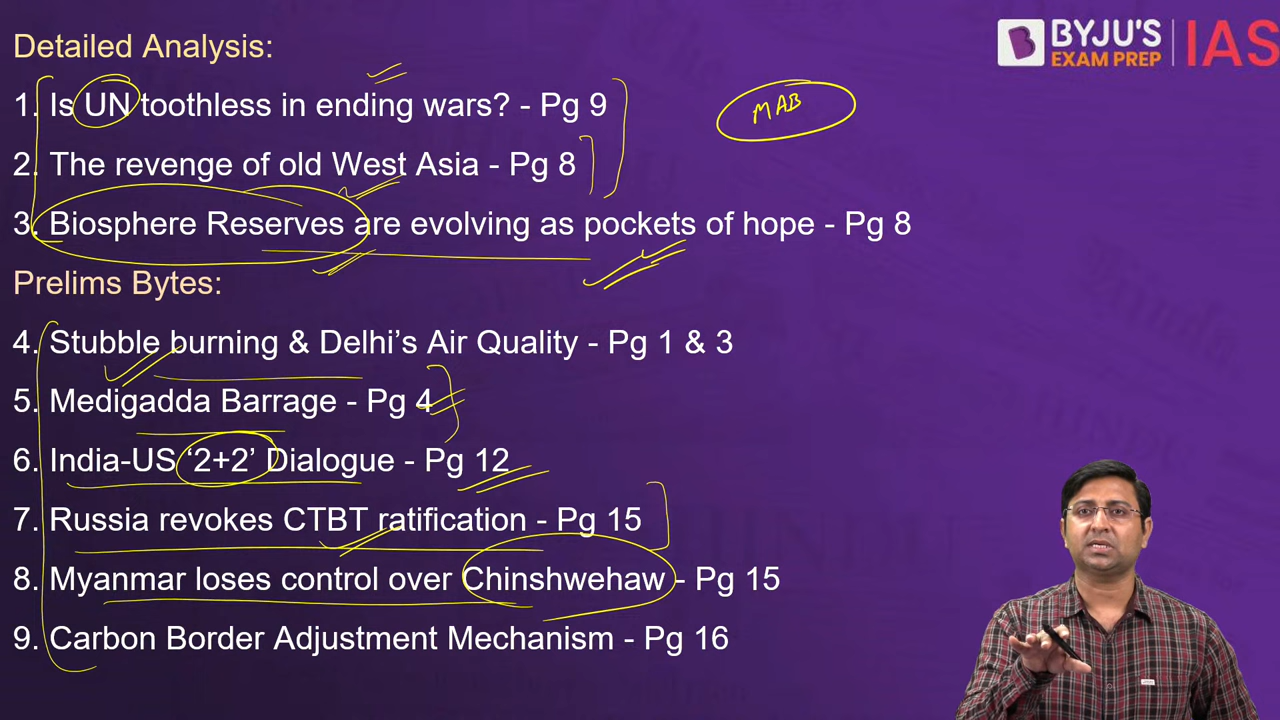 Detailed Analysis:
BYJU'S
EXAM PREP
IAS
1. Is UN toothless in ending wars? - Pg 9
MAB
2. The revenge of old West Asia - Pg 8
3. Biosphere Reserves are evolving as pockets of hope - Pg 8
Prelims Bytes:
4. Stubble burning & Delhi's Air Quality - Pg 1 & 3
5. Medigadda Barrage - Pg 4
6. India-US ‘2+2’ Dialogue - Pg 12
7. Russia revokes CTBT ratification - Pg 15
8. Myanmar loses control over Chinshwehaw - Pg 15
9. Carbon Border Adjustment Mechanism - Pg 16